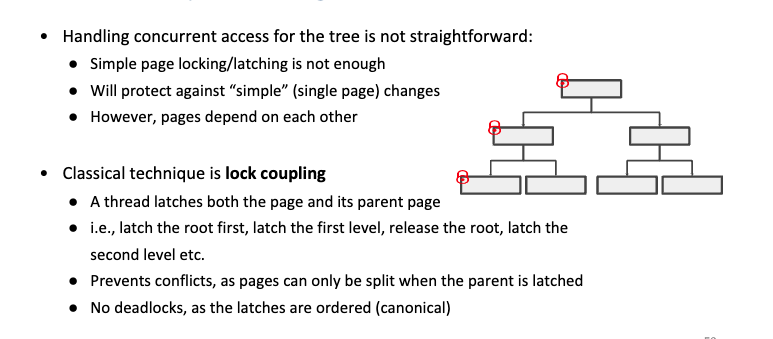 • Handling concurrent access for the tree is not straightforward:
• Simple page locking/latching is not enough
• Will protect against “simple” (single page) changes
• However, pages depend on each other
• Classical technique is lock coupling
• A thread latches both the page and its parent page
• i.e., latch the root first, latch the first level, release the root, latch the
second level etc.
• Prevents conflicts, as pages can only be split when the parent is latched
• No deadlocks, as the latches are ordered (canonical)